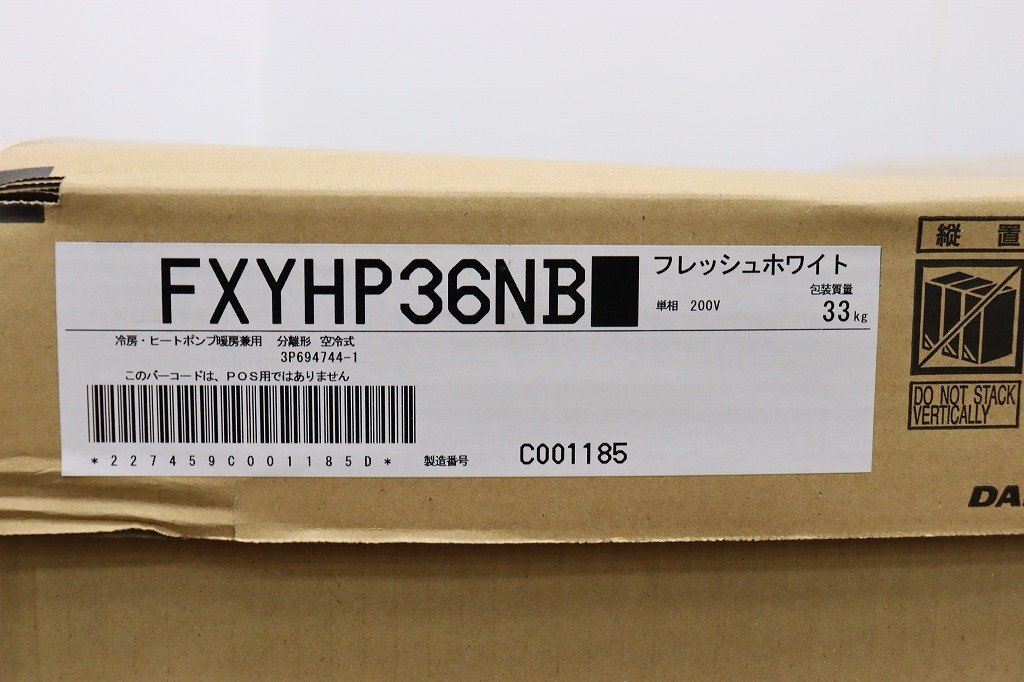 FXYHP36NB■
フレッシュホワイト
単相 200V
包装質量
33kg
冷房・ヒートポンプ暖房兼用 分離形 空冷式
3P694744-1
このバーコードは、POS用ではありません
*227459C001185D*
製造番号 C001185
縦 置
DO NOT STACK
VERTICALLY
DA